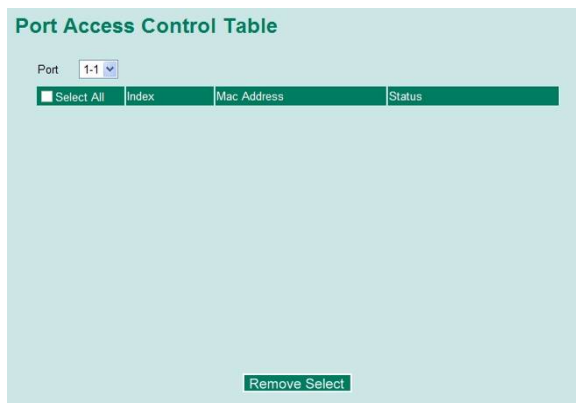 Port Access Control Table
Port 1-1
Select All Index Mac Address Status
Remove Select